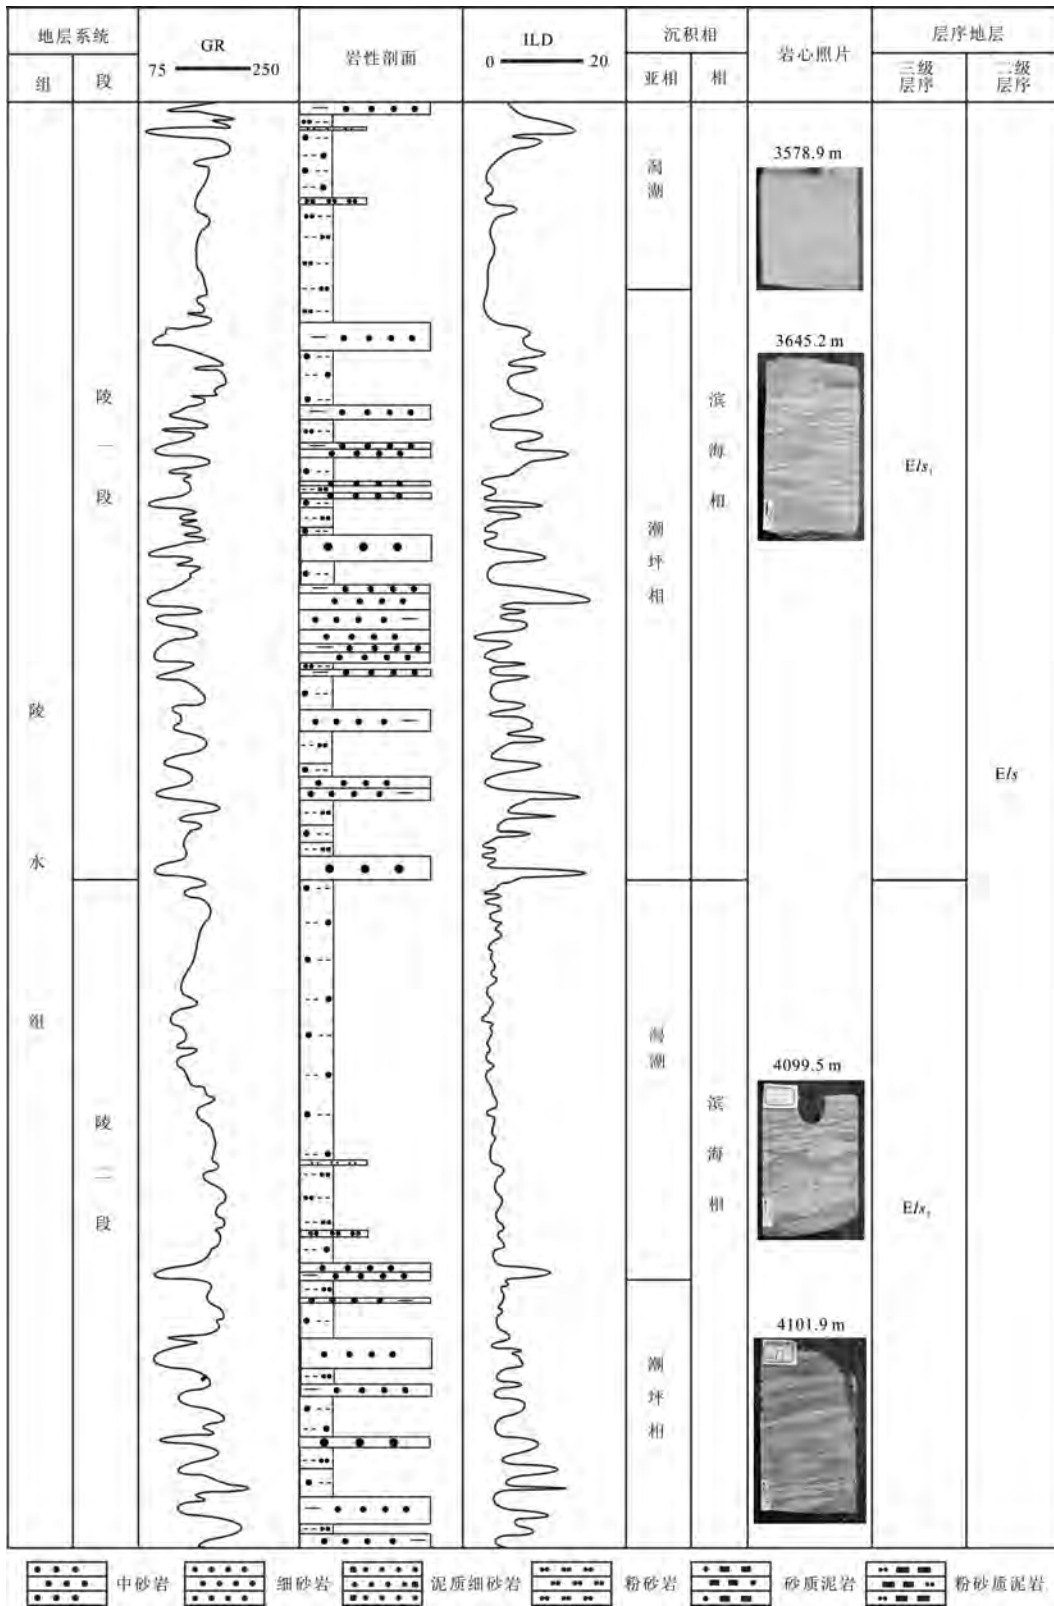 地层系统
组
段
GR
75
250
岩性剖面
ILD
0
20
沉积相
亚相
相
岩心照片
层序地层
三级
层序
二级
层序
陵水组
陵一段
陵二段
潟湖
潮坪相
潟湖
潮坪相
滨海相
滨海相
3578.9 m
3645.2 m
4099.5 m
4101.9 m
Els₁
Els₂
Els
中砂岩
细砂岩
泥质细砂岩
粉砂岩
砂质泥岩
粉砂质泥岩